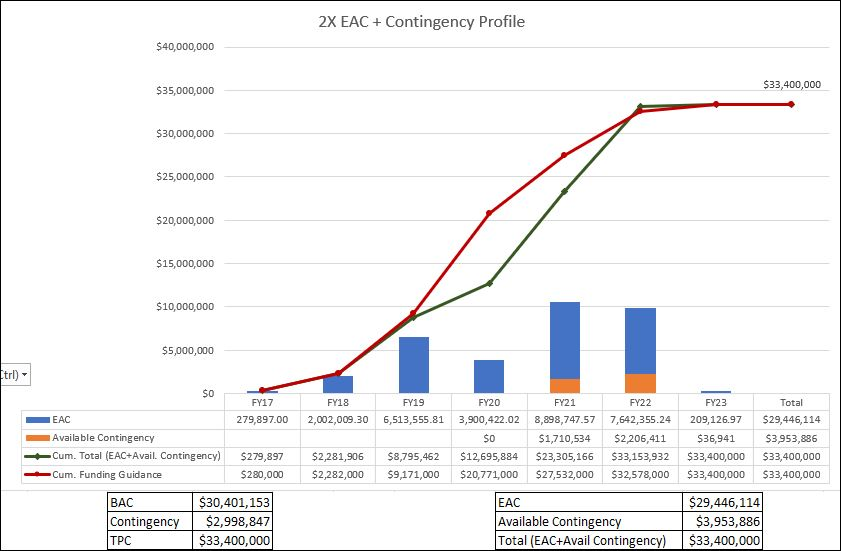 2X EAC + Contingency Profile
$40,000,000
$35,000,000
$33,400,000
$30,000,000
$25,000,000
$20,000,000
$15,000,000
$10,000,000
$5,000,000
$0
Ctrl)
FY17 FY18 FY19 FY20 FY21 FY22 FY23 Total
EAC 279,897.00 2,002,009.30 6,513,555.81 3,900,422.02 8,898,747.57 7,642,355.24 209,126.97 $29,446,114
Available Contingency $0 $1,710,534 $2,206,411 $36,941 $3,953,886
Cum. Total (EAC+Avail. Contingency) $279,897 $2,281,906 $8,795,462 $12,695,884 $23,305,166 $33,153,932 $33,400,000 $33,400,000
Cum. Funding Guidance $280,000 $2,282,000 $9,171,000 $20,771,000 $27,532,000 $32,578,000 $33,400,000 $33,400,000
BAC $30,401,153 EAC $29,446,114
Contingency $2,998,847 Available Contingency $3,953,886
TPC $33,400,000 Total (EAC+Avail Contingency) $33,400,000